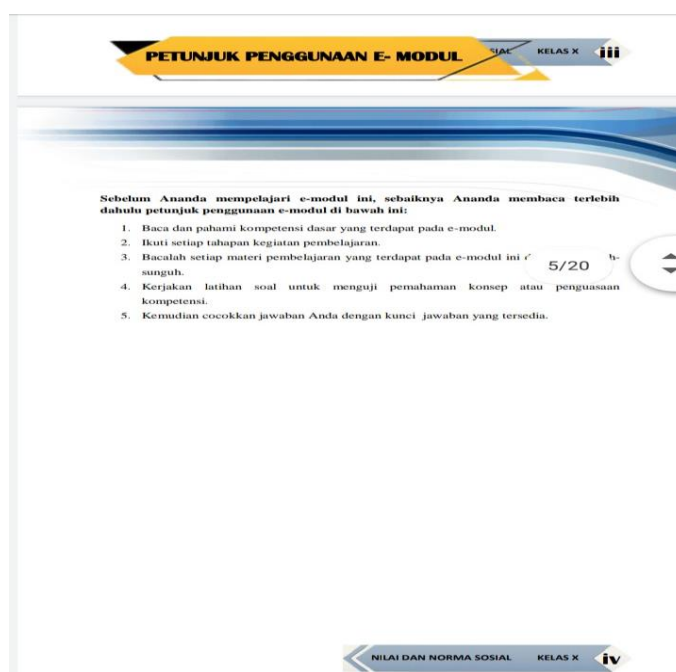 SIAL KELAS X iii
PETUNJUK PENGGUNAAN E- MODUL
Sebelum Ananda mempelajari e-modul ini, sebaiknya Ananda membaca terlebih
dahulu petunjuk penggunaan e-modul di bawah ini:
1. Baca dan pahami kompetensi dasar yang terdapat pada e-modul.
2. Ikuti setiap tahapan kegiatan pembelajaran.
3. Bacalah setiap materi pembelajaran yang terdapat pada e-modul ini h-
5/20
sunguh.
4. Kerjakan latihan soal untuk menguji pemahaman konsep atau penguasaan
kompetensi.
5. Kemudian cocokkan jawaban Anda dengan kunci jawaban yang tersedia.
NILAI DAN NORMA SOSIAL KELAS X iv